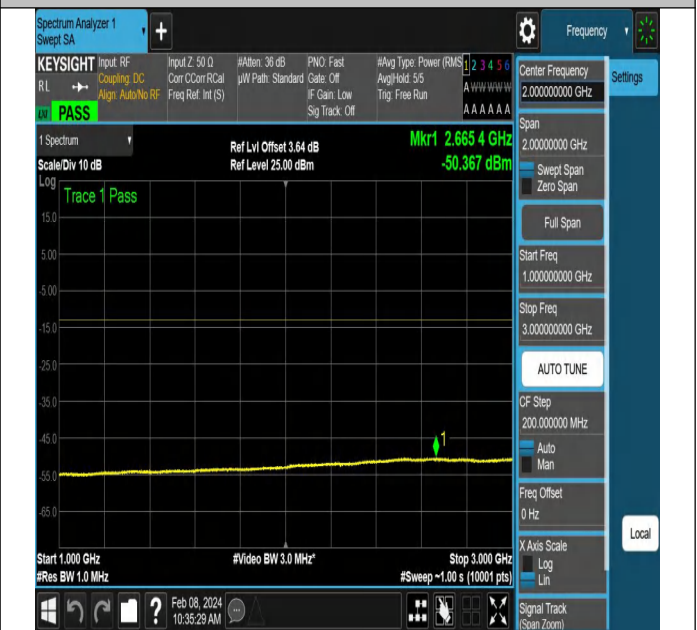 Spectrum Analyzer 1
Swept SA
+
Frequency
KEYSIGHT
RL
PASS
Input: RF
Coupling: DC
Align: Auto/No RF
Input Z: 50 Ω
Corr CCorr RCal
Freq Ref: Int (S)
#Atten: 36 dB
µW Path: Standard
PNO: Fast
Gate: Off
IF Gain: Low
Sig Track: Off
#Avg Type: Power (RMS
Avg|Hold: 5/5
Trig: Free Run
1 2 3 4 5 6
A W W W W W
A A A A A A
1 Spectrum
Scale/Div 10 dB
Ref Lvl Offset 3.64 dB
Ref Level 25.00 dBm
Mkr1 2.665 4 GHz
-50.367 dBm
Log
Trace 1 Pass
15.0
5.00
-5.00
-15.0
-25.0
-35.0
-45.0
-55.0
-65.0
1
Start 1.000 GHz
#Video BW 3.0 MHz*
Stop 3.000 GHz
#Res BW 1.0 MHz
#Sweep ~1.00 s (10001 pts)
?
Feb 08, 2024
10:35:29 AM
Center Frequency
2.000000000 GHz
Settings
Span
2.00000000 GHz
Swept Span
Zero Span
Full Span
Start Freq
1.000000000 GHz
Stop Freq
3.000000000 GHz
AUTO TUNE
CF Step
200.000000 MHz
Auto
Man
Freq Offset
0 Hz
X Axis Scale
Log
Lin
Signal Track
(Span Zoom)
Local